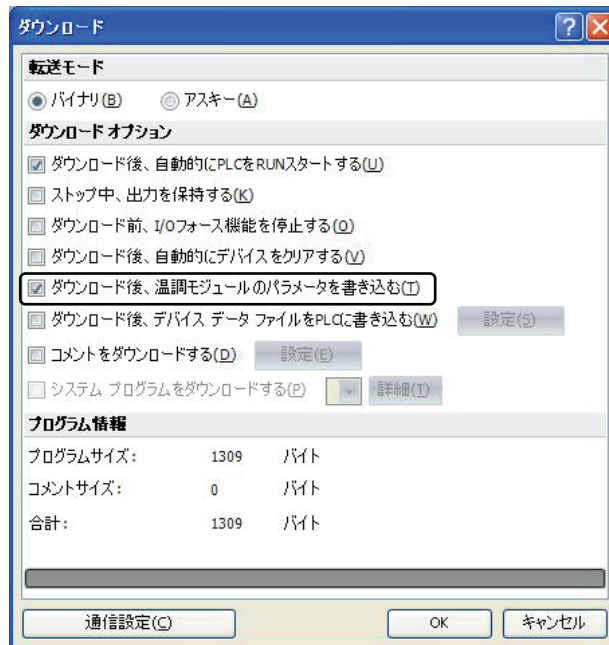 ダウンロード
転送モード
バイナリ(B) アスキー(A)
ダウンロード オプション
ダウンロード後、自動的にPLCをRUNスタートする(U)
ストップ中、出力を保持する(K)
ダウンロード前、I/Oフォース機能を停止する(O)
ダウンロード後、自動的にデバイスをクリアする(V)
ダウンロード後、温調モジュールのパラメータを書き込む(T)
ダウンロード後、デバイス データ ファイルをPLCに書き込む(W) 設定(S)
コメントをダウンロードする(D) 設定(E)
システム プログラムをダウンロードする(P) 詳細(T)
プログラム情報
プログラムサイズ: 1309 バイト
コメントサイズ: 0 バイト
合計: 1309 バイト
通信設定(C) OK キャンセル